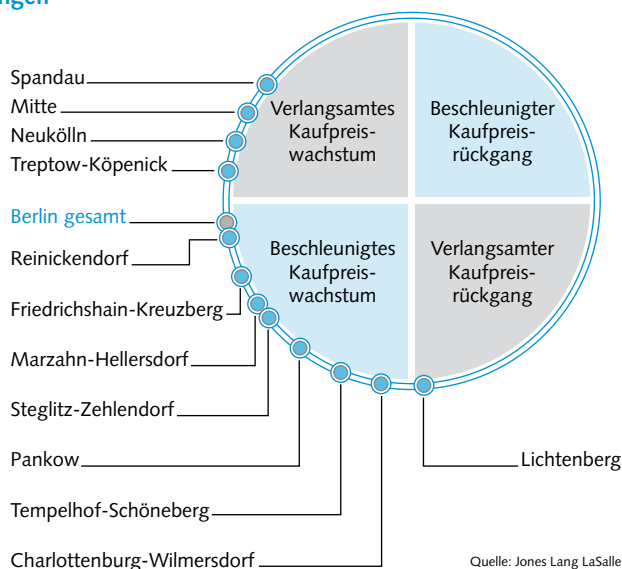 Spandau
Mitte
Neukölln
Treptow-Köpenick
Berlin gesamt
Reinickendorf
Friedrichshain-Kreuzberg
Marzahn-Hellersdorf
Steglitz-Zehlendorf
Pankow
Tempelhof-Schöneberg
Charlottenburg-Wilmersdorf
Verlangsamtes
Kaufpreis-
wachstum
Beschleunigter
Kaufpreis-
rückgang
Beschleunigtes
Kaufpreis-
wachstum
Verlangsamter
Kaufpreis-
rückgang
Lichtenberg
Quelle: Jones Lang LaSalle